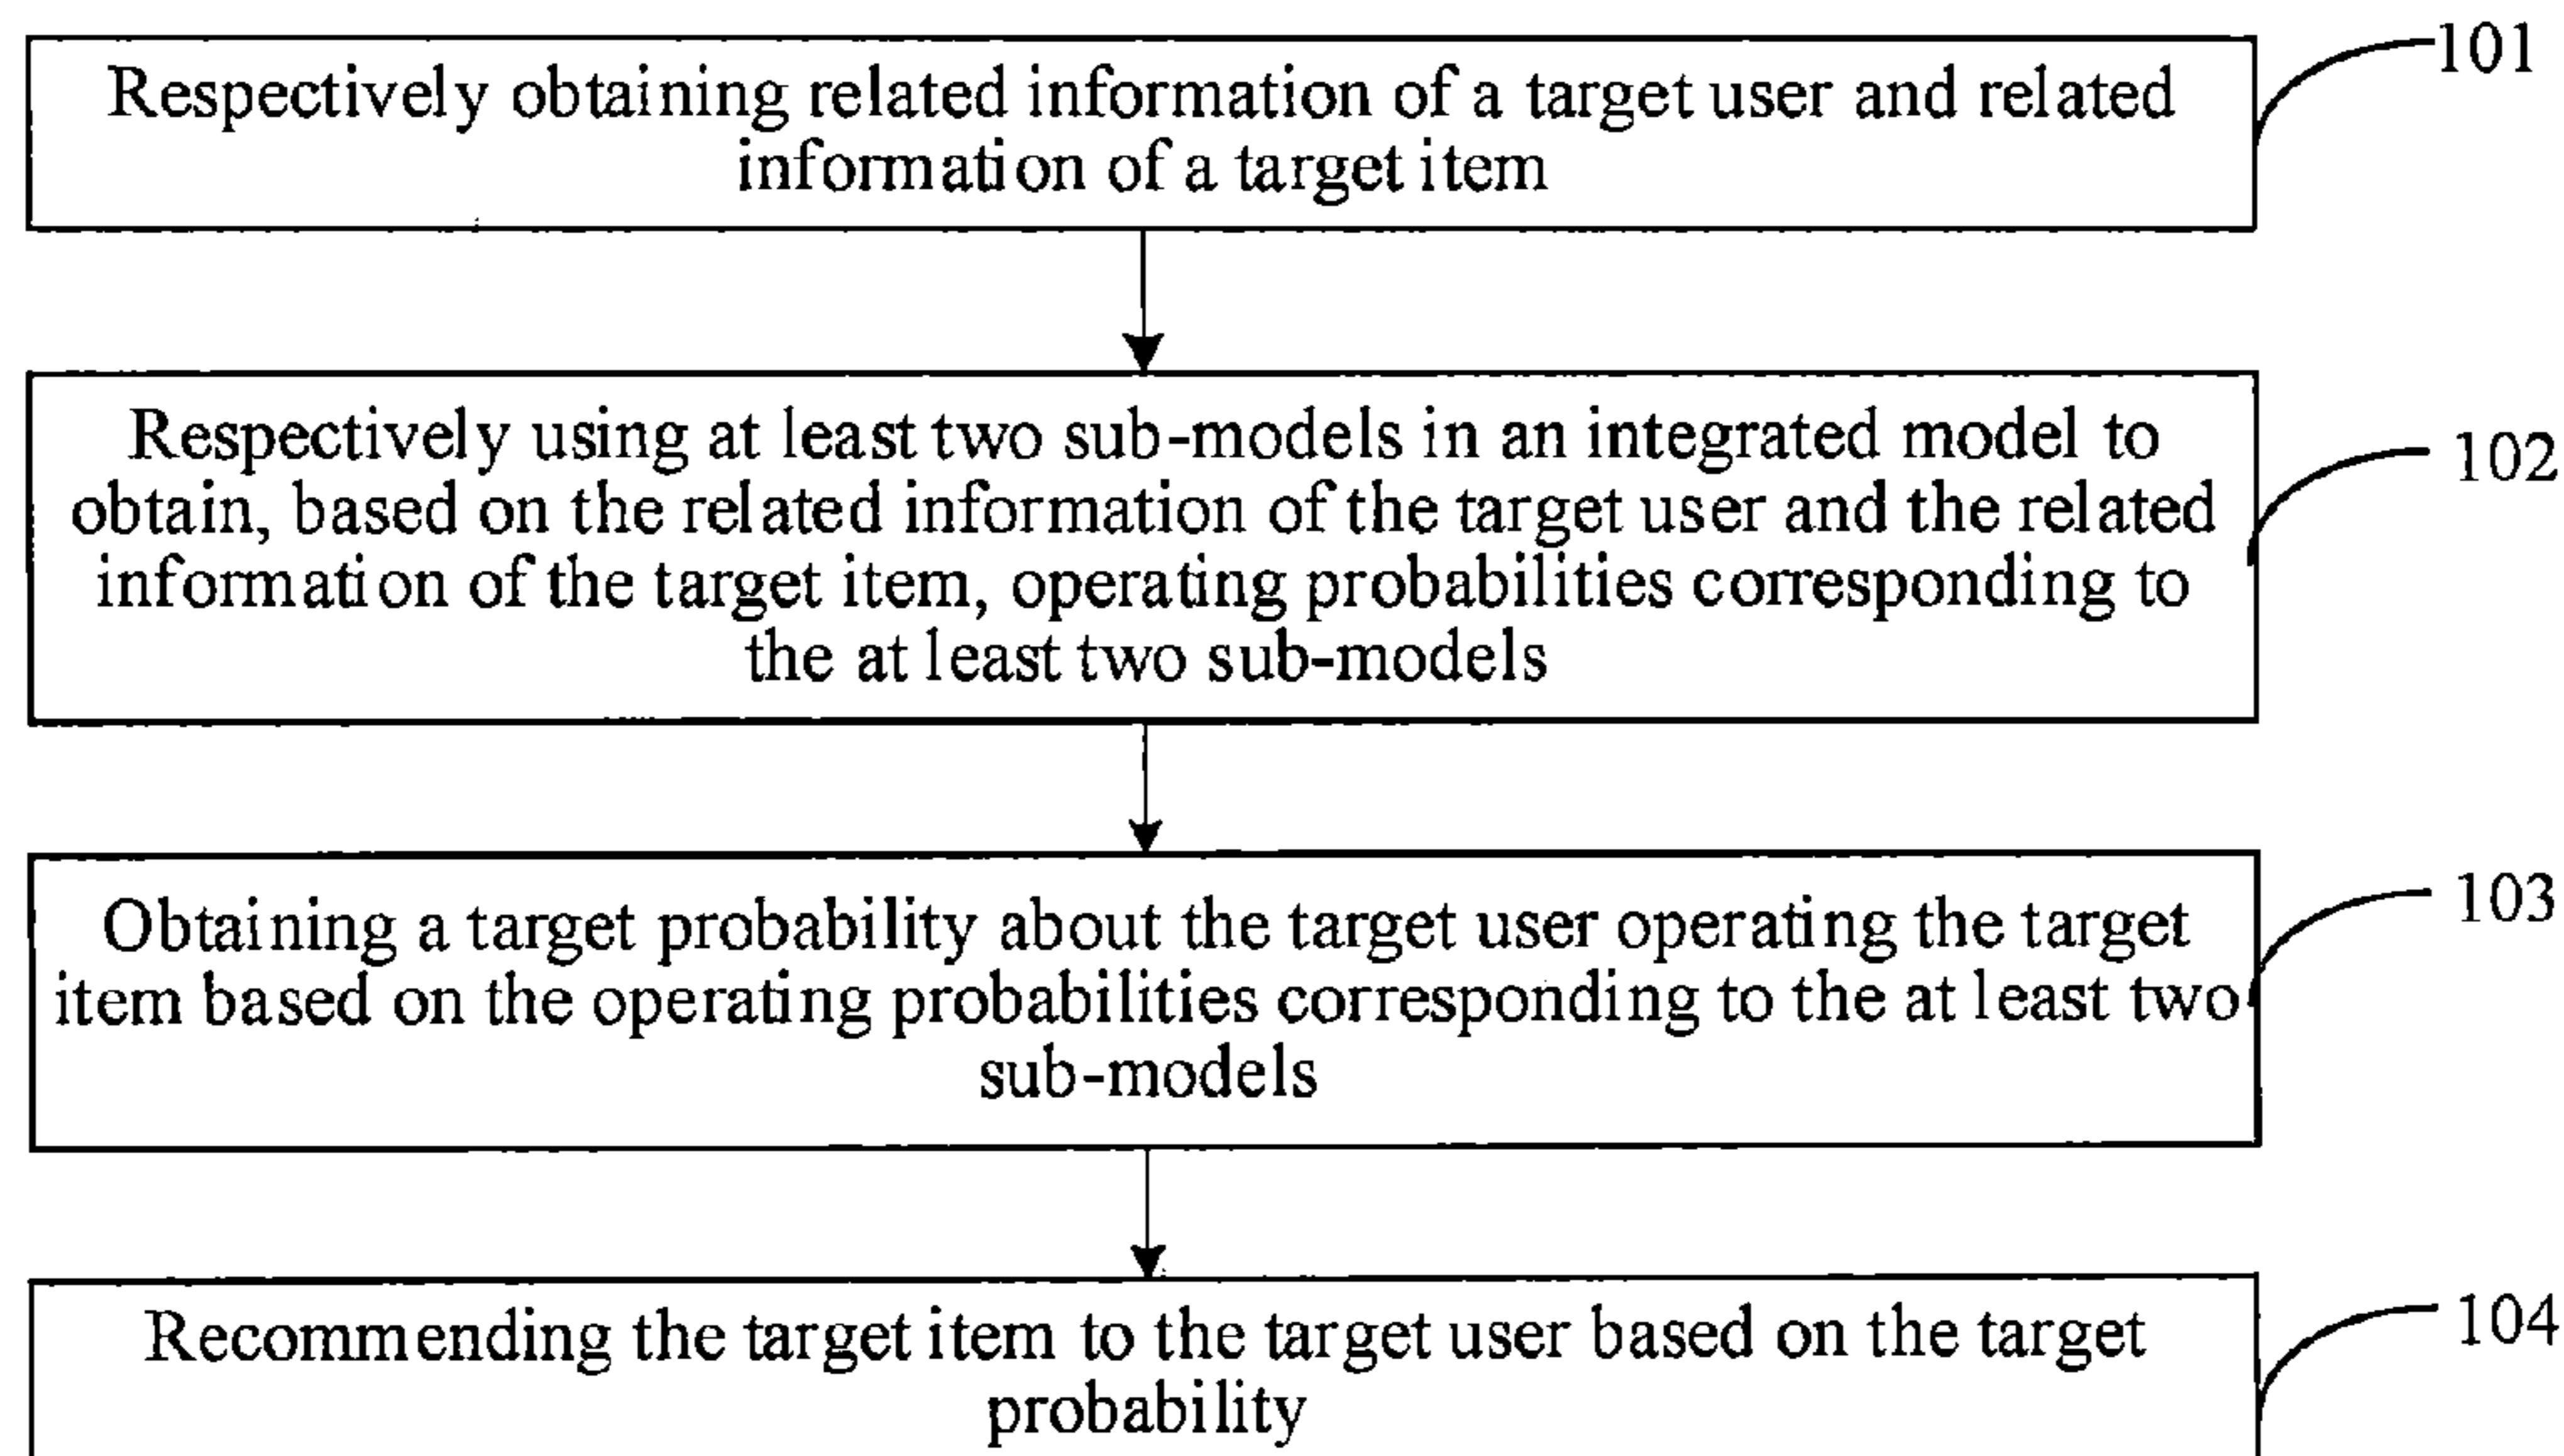 101
Respectively obtaining related information of a target user and related
information of a target item
Respectively using at least two sub-models in an integrated model to
102
obtain, based on the related information of the target user and the related
information of the target item, operating probabilities corresponding to
the at least two sub-models
103
Obtaining a target probability about the target user operating the target
item based on the operating probabilities corresponding to the at least two
sub-models
104
Recommending the target item to the target user based on the target
probability